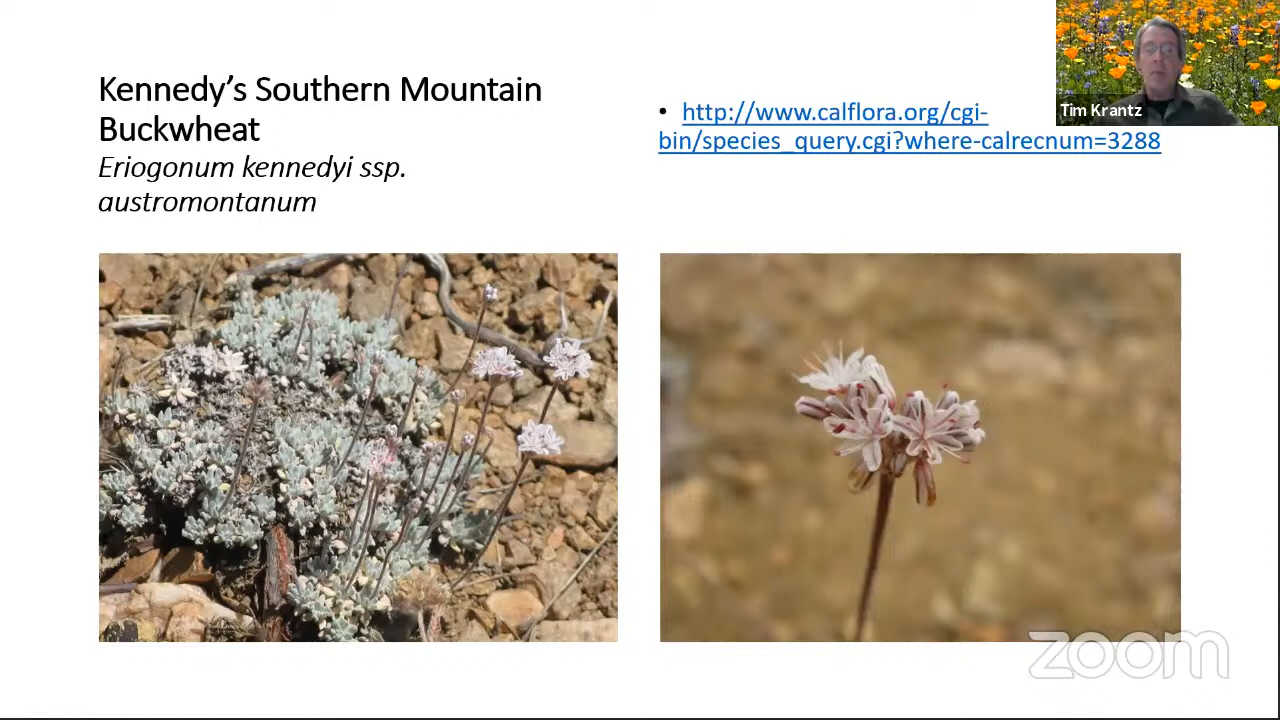 Kennedy's Southern Mountain
Buckwheat
Eriogonum kennedyi ssp.
austromontanum
• http://www.calflora.org/cgi-
bin/species_query.cgi?where-calrecnum=3288
Tim Krantz
zoom